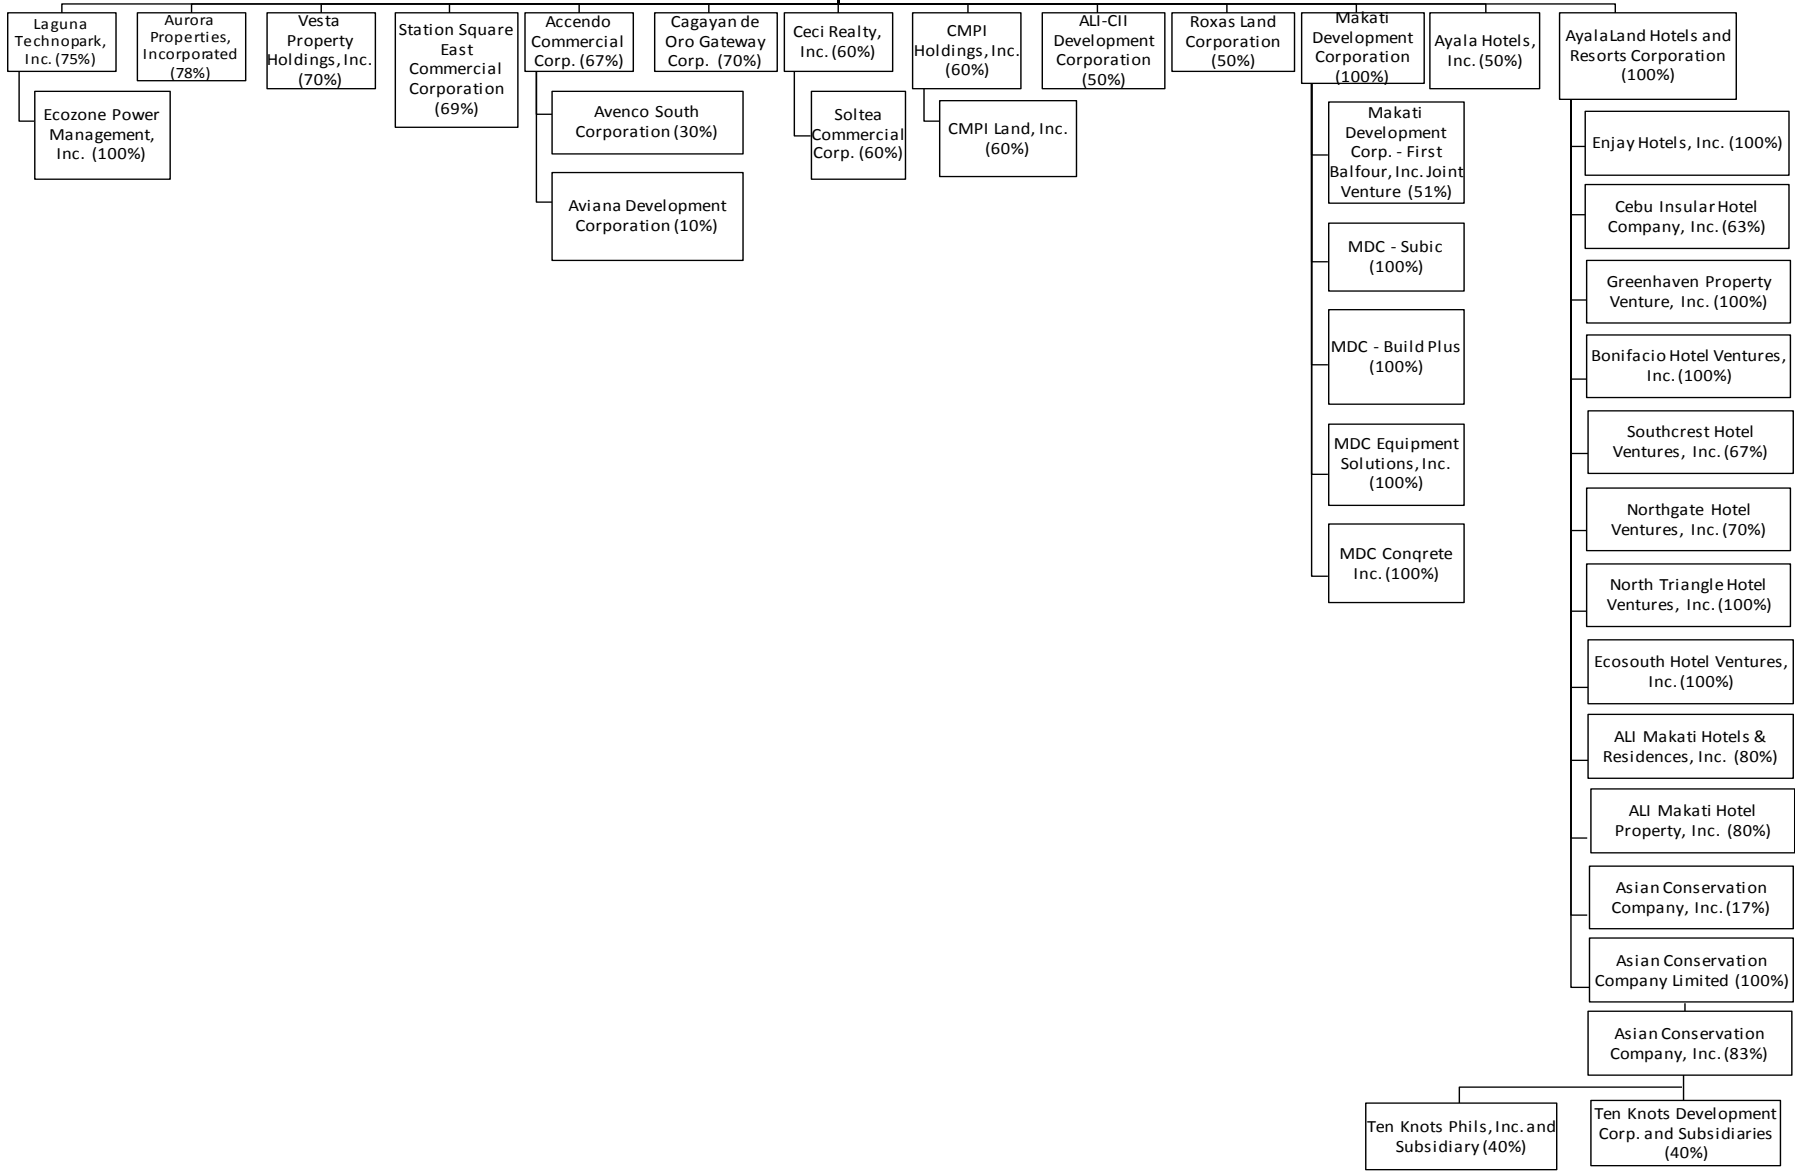 Laguna
Technopark,
Inc. (75%)
Aurora
Properties,
Incorporated
(78%)
Vesta
Property
Holdings, Inc.
(70%)
Station Square
East
Commercial
Corporation
(69%)
Accendo
Commercial
Corp. (67%)
Cagayan de
Oro Gateway
Corp. (70%)
Ceci Realty,
Inc. (60%)
CMPI
Holdings, Inc.
(60%)
ALI-CII
Development
Corporation
(50%)
Roxas Land
Corporation
(50%)
Makati
Development
Corporation
(100%)
Ayala Hotels,
Inc. (50%)
AyalaLand Hotels and
Resorts Corporation
(100%)
Ecozone Power
Management,
Inc. (100%)
Avenco South
Corporation (30%)
Aviana Development
Corporation (10%)
Soltea
Commercial
Corp. (60%)
CMPI Land, Inc.
(60%)
Makati
Development
Corp. - First
Balfour, Inc. Joint
Venture (51%)
MDC - Subic
(100%)
MDC - Build Plus
(100%)
MDC Equipment
Solutions, Inc.
(100%)
MDC Conqrete
Inc. (100%)
Enjay Hotels, Inc. (100%)
Cebu Insular Hotel
Company, Inc. (63%)
Greenhaven Property
Venture, Inc. (100%)
Bonifacio Hotel Ventures,
Inc. (100%)
Southcrest Hotel
Ventures, Inc. (67%)
Northgate Hotel
Ventures, Inc. (70%)
North Triangle Hotel
Ventures, Inc. (100%)
Ecosouth Hotel Ventures,
Inc. (100%)
ALI Makati Hotels &
Residences, Inc. (80%)
ALI Makati Hotel
Property, Inc. (80%)
Asian Conservation
Company, Inc. (17%)
Asian Conservation
Company Limited (100%)
Asian Conservation
Company, Inc. (83%)
Ten Knots Phils, Inc. and
Subsidiary (40%)
Ten Knots Development
Corp. and Subsidiaries
(40%)